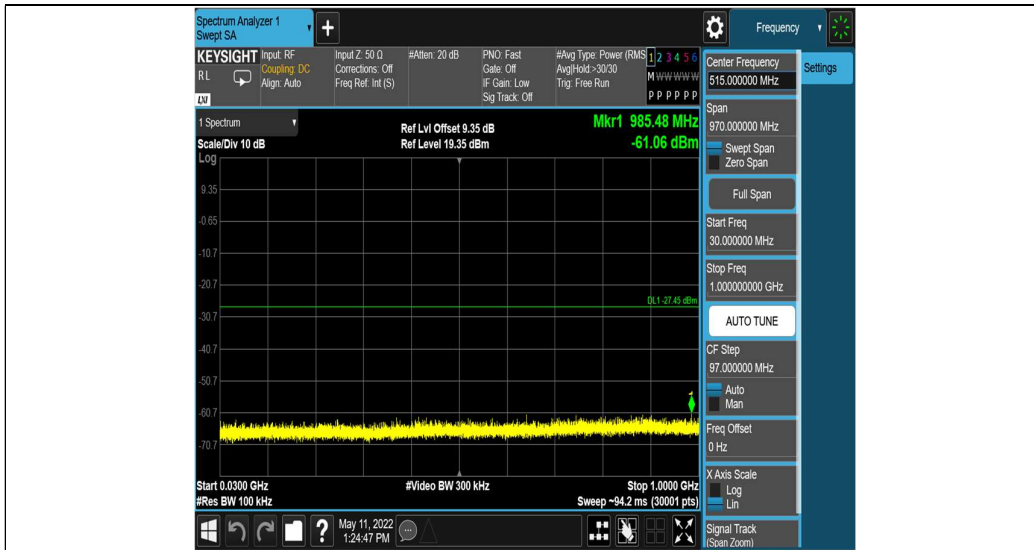 Spectrum Analyzer 1
Swept SA
+
Frequency
KEYSIGHT
RL
LXI
Input: RF
Coupling: DC
Align: Auto
Input Z: 50 Ω
Corrections: Off
Freq Ref: Int (S)
#Atten: 20 dB
PNO: Fast
Gate: Off
IF Gain: Low
Sig Track: Off
#Avg Type: Power (RMS
Avg|Hold:>30/30
Trig: Free Run
1 2 3 4 5 6
M W W W W W
P P P P P P
1 Spectrum
Scale/Div 10 dB
Log
Ref Lvl Offset 9.35 dB
Ref Level 19.35 dBm
Mkr1 985.48 MHz
-61.06 dBm
9.35
-0.65
-10.7
-20.7
DL1 -27.45 dBm
-30.7
-40.7
-50.7
1
-60.7
-70.7
Start 0.0300 GHz
#Res BW 100 kHz
#Video BW 300 kHz
Stop 1.0000 GHz
Sweep ~94.2 ms (30001 pts)
?
May 11, 2022
1:24:47 PM
Center Frequency
515.000000 MHz
Settings
Span
970.000000 MHz
Swept Span
Zero Span
Full Span
Start Freq
30.000000 MHz
Stop Freq
1.000000000 GHz
AUTO TUNE
CF Step
97.000000 MHz
Auto
Man
Freq Offset
0 Hz
X Axis Scale
Log
Lin
Signal Track
(Span Zoom)